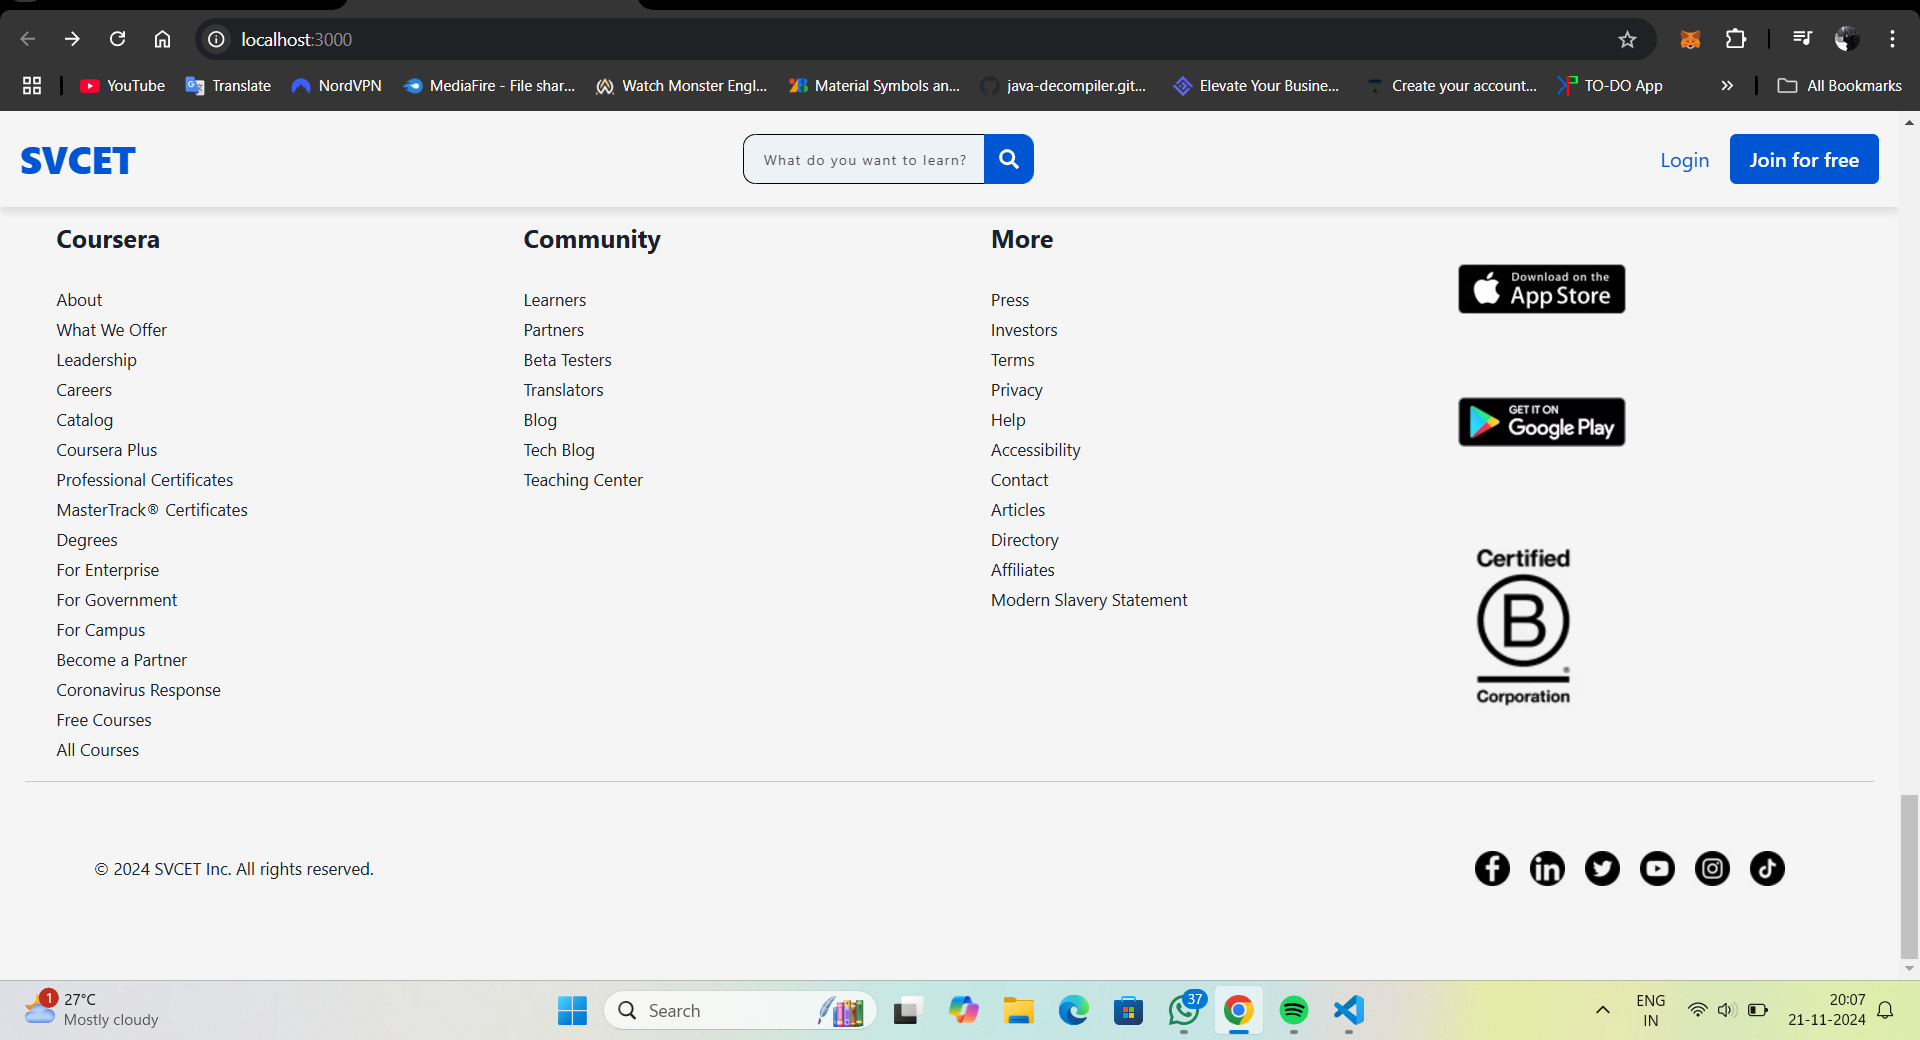 localhost:3000
YouTube
Translate
NordVPN
MediaFire - File shar...
Watch Monster Engl...
Material Symbols an...
java-decompiler.git...
Elevate Your Busine...
Create your account...
TO-DO App
All Bookmarks
SVCET
What do you want to learn?
Login
Join for free
Coursera
About
What We Offer
Leadership
Careers
Catalog
Coursera Plus
Professional Certificates
MasterTrack® Certificates
Degrees
For Enterprise
For Government
For Campus
Become a Partner
Coronavirus Response
Free Courses
All Courses
Community
Learners
Partners
Beta Testers
Translators
Blog
Tech Blog
Teaching Center
More
Press
Investors
Terms
Privacy
Help
Accessibility
Contact
Articles
Directory
Affiliates
Modern Slavery Statement
Download on the
App Store
GET IT ON
Google Play
Certified
B
®
Corporation
© 2024 SVCET Inc. All rights reserved.
1
27°C
Mostly cloudy
Search
37
ENG
IN
20:07
21-11-2024